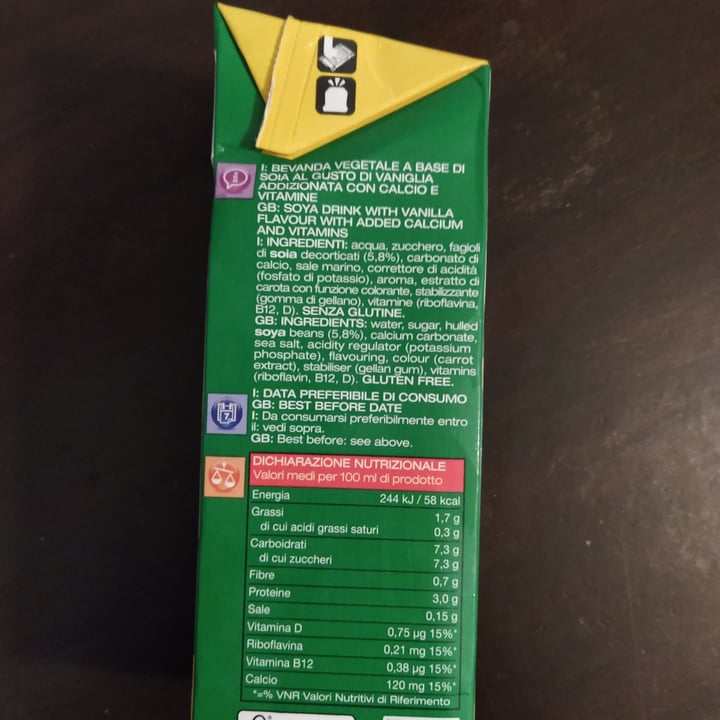 I: BEVANDA VEGETALE A BASE DI
SOIA AL GUSTO DI VANIGLIA
ADDIZIONATA CON CALCIO E
VITAMINE
GB: SOYA DRINK WITH VANILLA
FLAVOUR WITH ADDED CALCIUM
AND VITAMINS
I: INGREDIENTI: acqua, zucchero, fagioli
di soia decorticati (5,8%), carbonato di
calcio, sale marino, correttore di acidità
(fosfato di potassio), aroma, estratto di
carota con funzione colorante, stabilizzante
(gomma di gellano), vitamine (riboflavina,
B12, D). SENZA GLUTINE.
GB: INGREDIENTS: water, sugar, hulled
soya beans (5,8%), calcium carbonate,
sea salt, acidity regulator (potassium
phosphate), flavouring, colour (carrot
extract), stabiliser (gellan gum), vitamins
(riboflavin, B12, D). GLUTEN FREE.
I: DATA PREFERIBILE DI CONSUMO
GB: BEST BEFORE DATE
I: Da consumarsi preferibilmente entro
il: vedi sopra.
GB: Best before: see above.
DICHIARAZIONE NUTRIZIONALE
Valori medi per 100 ml di prodotto
Energia 244 kJ / 58 kcal
Grassi 1,7 g
di cui acidi grassi saturi 0,3 g
Carboidrati 7,3 g
di cui zuccheri 7,3 g
Fibre 0,7 g
Proteine 3,0 g
Sale 0,15 g
Vitamina D 0,75 µg 15%*
Riboflavina 0,21 mg 15%*
Vitamina B12 0,38 µg 15%*
Calcio 120 mg 15%*
*=% VNR Valori Nutritivi di Riferimento